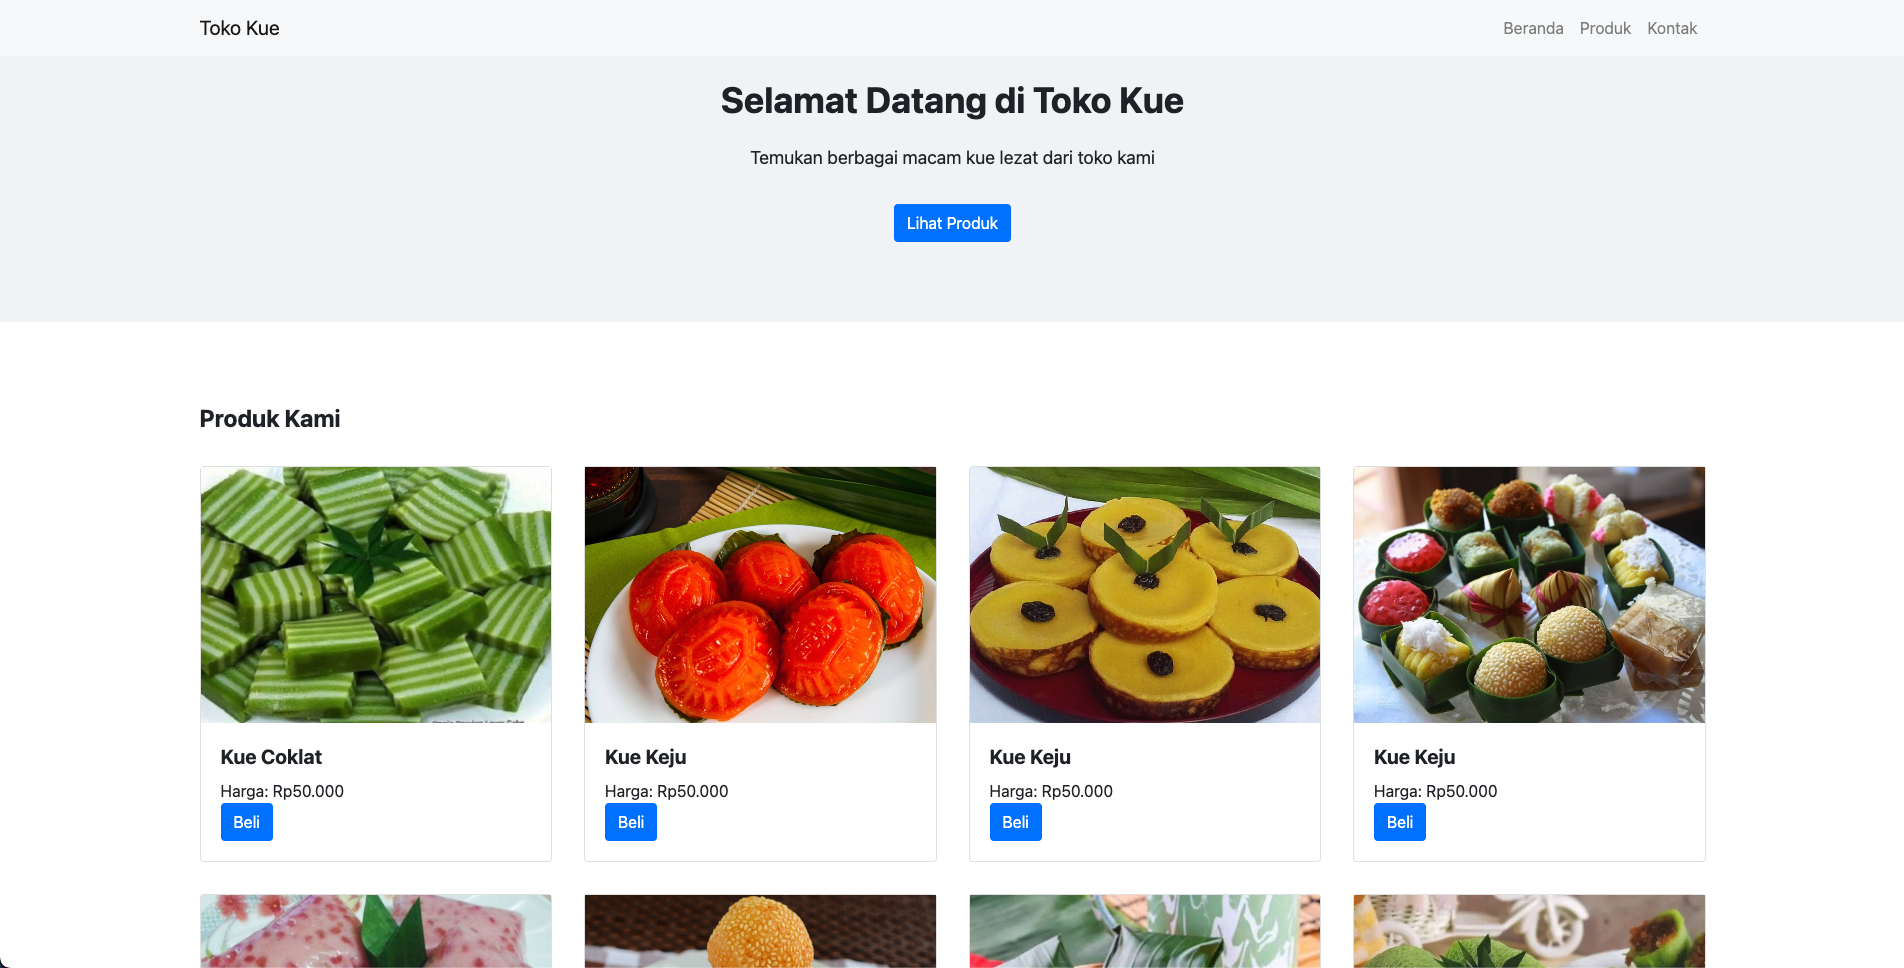 Toko Kue
Beranda Produk Kontak
Selamat Datang di Toko Kue
Temukan berbagai macam kue lezat dari toko kami
Lihat Produk
Produk Kami
Kue Coklat
Harga: Rp50.000
Beli
Kue Keju
Harga: Rp50.000
Beli
Kue Keju
Harga: Rp50.000
Beli
Kue Keju
Harga: Rp50.000
Beli